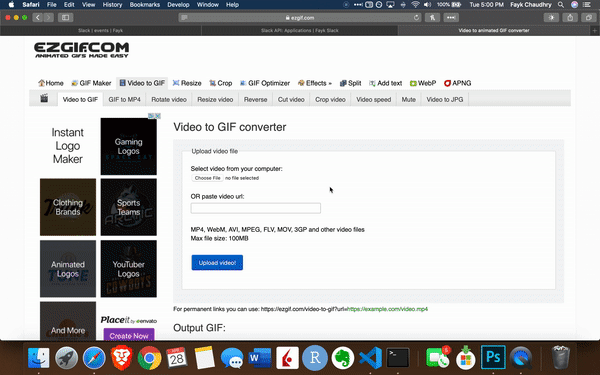 Safari File Edit View History Bookmarks Develop Window Help
100% Tue 5:00 PM Fayk Chaudhry
ezgif.com
Slack | events | Fayk Slack API: Applications | Fayk Slack Video to animated GIF converter
EZGIF.COM
ANIMATED GIFS MADE EASY
Home GIF Maker Video to GIF Resize Crop GIF Optimizer Effects Split Add text WebP APNG
Video to GIF GIF to MP4 Rotate video Resize video Reverse Cut video Crop video Video speed Mute Video to JPG
Instant Logo Maker
Gaming Logos
Clothing Brands
Sports Teams
Animated Logos
YouTuber Logos
And More
Placeit by envato
Create Now
Video to GIF converter
Upload video file
Select video from your computer:
Choose File no file selected
OR paste video url:
MP4, WebM, AVI, MPEG, FLV, MOV, 3GP and other video files
Max file size: 100MB
Upload video!
For permanent links you can use: https://ezgif.com/video-to-gif?url=https://example.com/video.mp4
Output GIF:
28